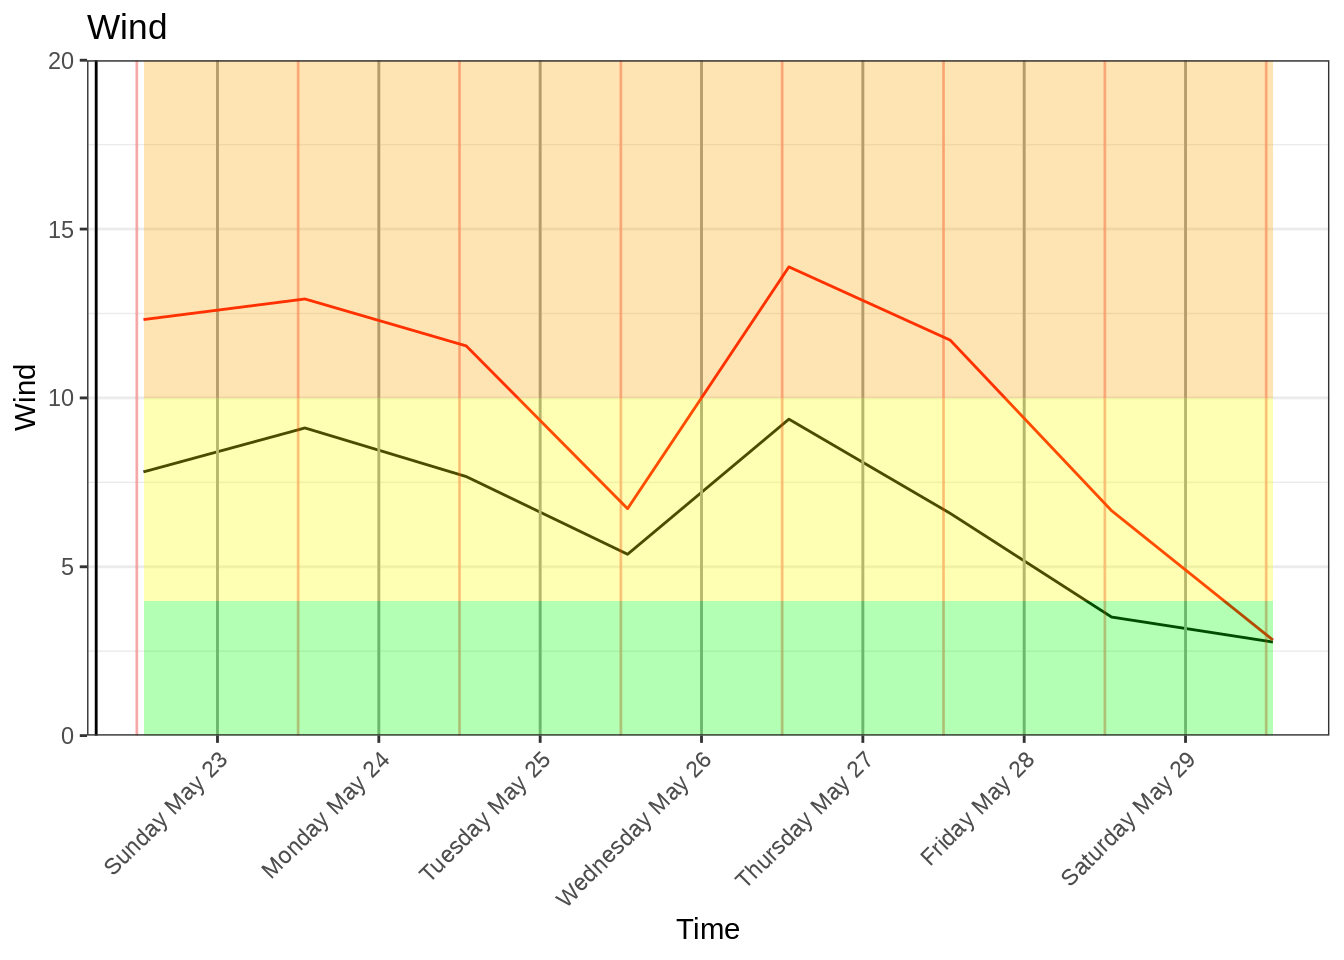 Wind
20
15
10
5
0
Wind
Sunday May 23
Monday May 24
Tuesday May 25
Wednesday May 26
Thursday May 27
Friday May 28
Saturday May 29
Time